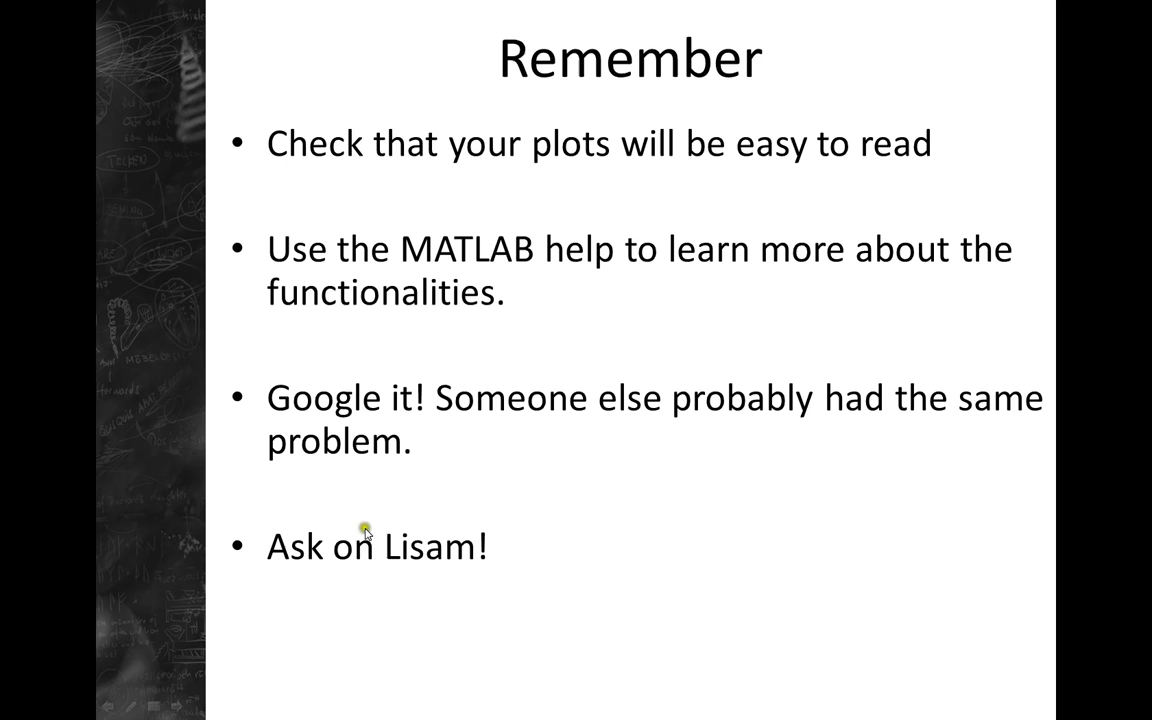 Remember
• Check that your plots will be easy to read
• Use the MATLAB help to learn more about the
functionalities.
• Google it! Someone else probably had the same
problem.
• Ask on Lisam!
TOCKEN